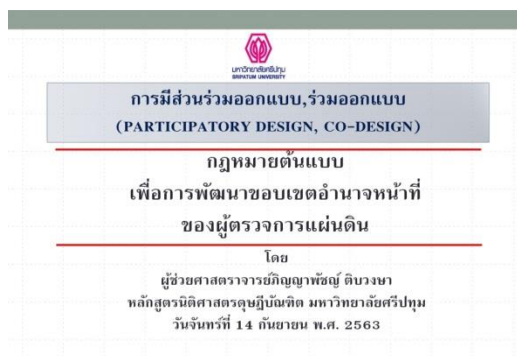 มหาวิทยาลัยศรีปทุม
SRIPATUM UNIVERSITY
การมีส่วนร่วมออกแบบ,ร่วมออกแบบ
(PARTICIPATORY DESIGN, CO-DESIGN)
กฎหมายต้นแบบ
เพื่อการพัฒนาขอบเขตอำนาจหน้าที่
ของผู้ตรวจการแผ่นดิน
โดย
ผู้ช่วยศาสตราจารย์ภิญญาพัชญ์ ติบวงษา
หลักสูตรนิติศาสตรดุษฎีบัณฑิต มหาวิทยาลัยศรีปทุม
วันจันทร์ที่ 14 กันยายน พ.ศ. 2563